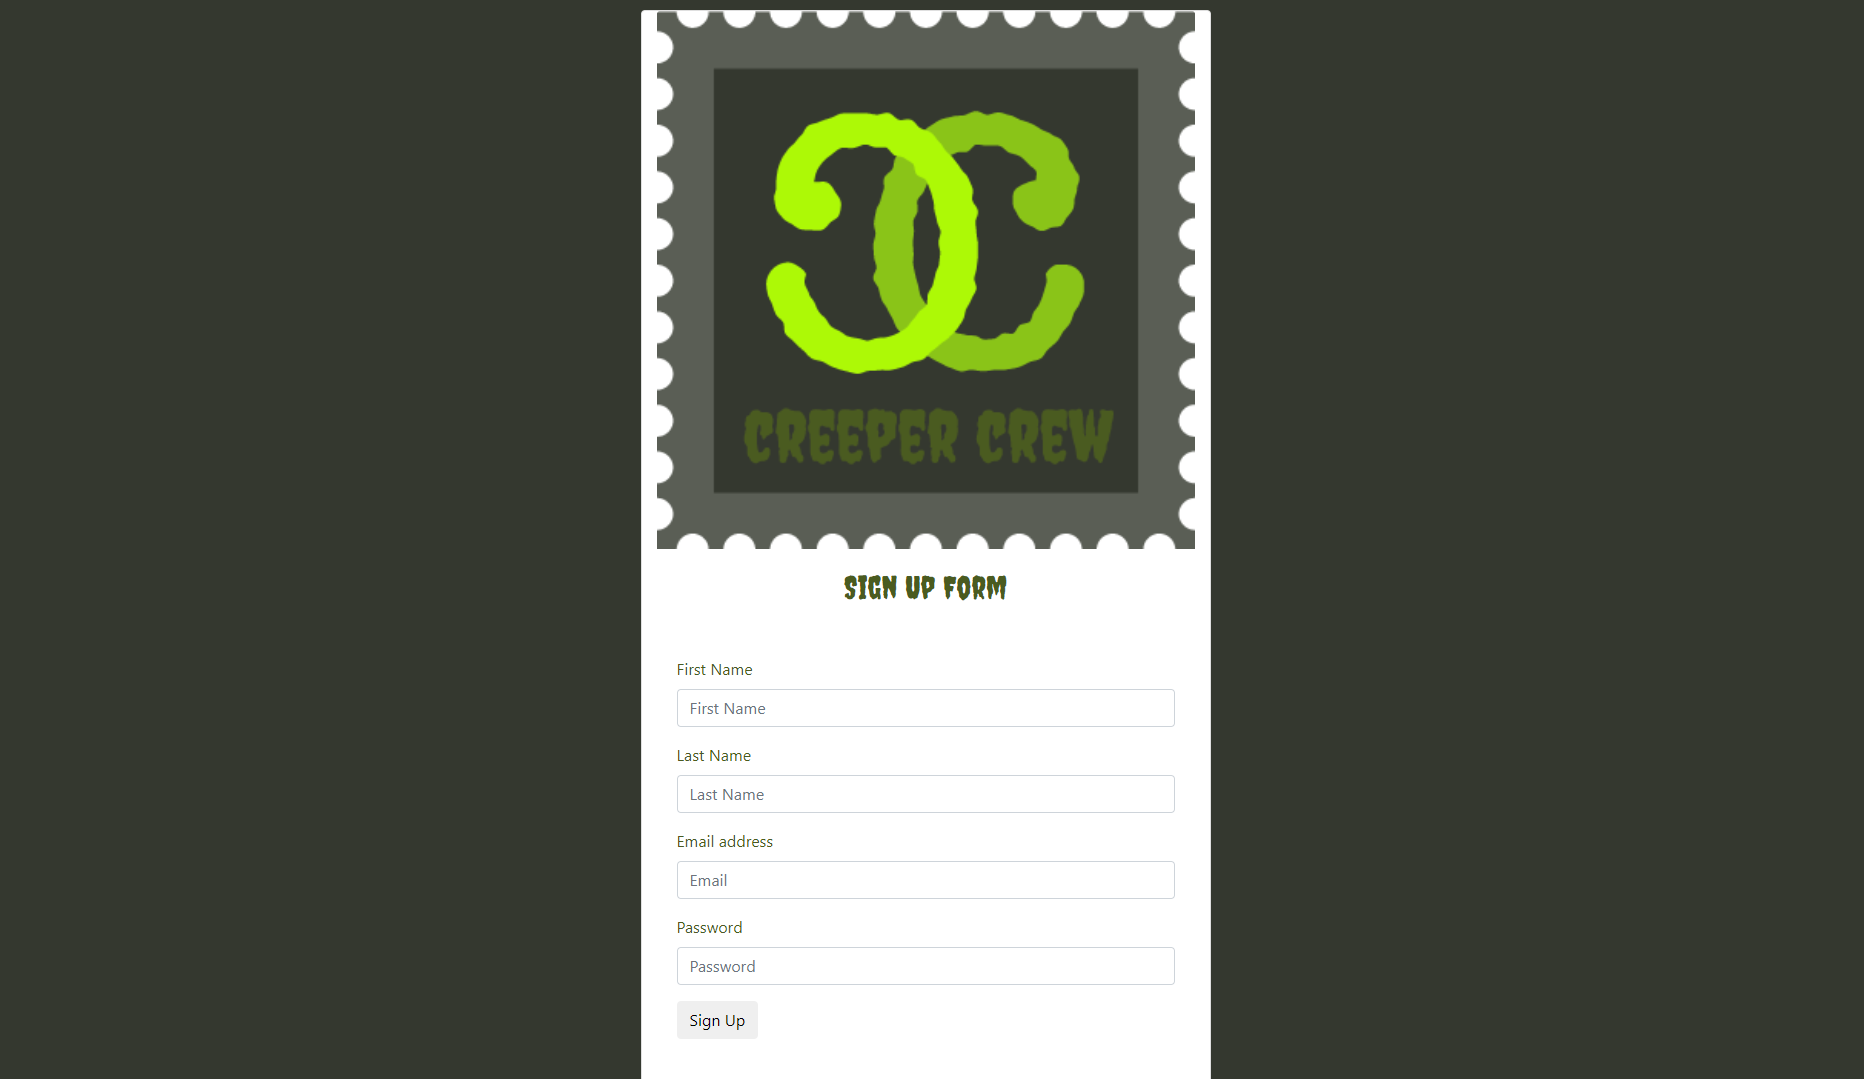 CREEPER CREW
SIGN UP FORM
First Name
First Name
Last Name
Last Name
Email address
Email
Password
Password
Sign Up